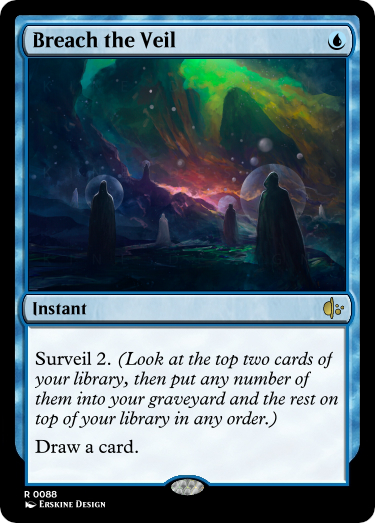 Breach the Veil
Instant
Surveil 2. (Look at the top two cards of
your library, then put any number of
them into your graveyard and the rest on
top of your library in any order.)
Draw a card.
R 0088
Erskine Design